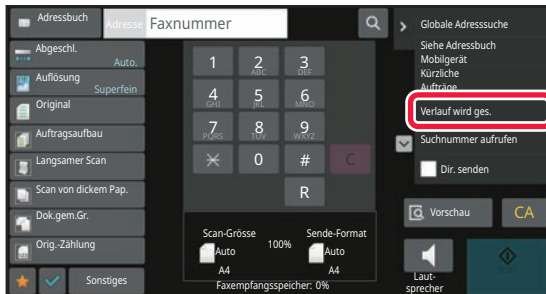 Adressbuch
Adresse
Faxnummer
Globale Adresssuche
Abgeschl.
Auto.
Auflösung
Superfein
Original
Auftragsaufbau
Langsamer Scan
Scan von dickem Pap.
Dok.gem.Gr.
Orig.-Zählung
Sonstiges
1
2
ABC
3
DEF
4
GHI
5
JKL
6
MNO
7
PQRS
8
TUV
9
WXYZ
0
#
C
R
Scan-Grösse
Sende-Format
Auto
100%
Auto
A4
A4
Faxempfangsspeicher: 0%
Siehe Adressbuch
Mobilgerät
Kürzliche
Aufträge
Verlauf wird ges.
Suchnummer aufrufen
Dir. senden
Vorschau
CA
Laut-
sprecher